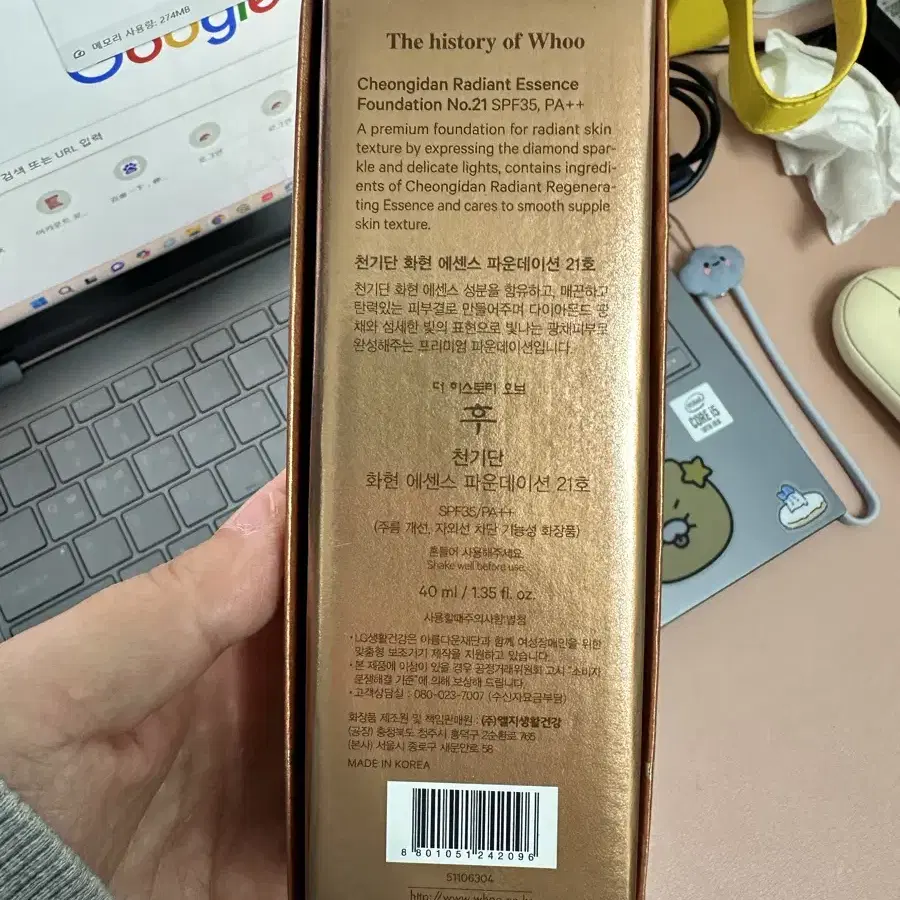 메모리 사용량: 274MB
Google
검색 또는 URL 입력
The history of Whoo
Cheongidan Radiant Essence
Foundation No.21 SPF35, PA++
A premium foundation for radiant skin
texture by expressing the diamond spar-
kle and delicate lights, contains ingredi-
ents of Cheongidan Radiant Regenera-
ting Essence and cares to smooth supple
skin texture.
천기단 화현 에센스 파운데이션 21호
천기단 화현 에센스 성분을 함유하고, 매끈하고
탄력있는 피부결로 만들어주며 다이아몬드 광
채와 섬세한 빛의 표현으로 빛나는 광채피부로
완성해주는 프리미엄 파운데이션입니다.
더 히스토리 오브
후
천기단
화현 에센스 파운데이션 21호
SPF35/PA++
(주름 개선, 자외선 차단 기능성 화장품)
흔들어 사용해주세요.
Shake well before use.
40 ml / 1.35 fl. oz.
사용할때주의사항:별첨
• LG생활건강은 아름다운재단과 함께 여성장애인을 위한
맞춤형 보조기기 제작을 지원하고 있습니다.
• 본 제품에 이상이 있을 경우 공정거래위원회 고시 "소비자
분쟁해결 기준"에 의해 보상해 드립니다.
• 고객상담실 : 080-023-7007 (수신자요금부담)
화장품 제조원 및 책임판매원 : (주)엘지생활건강
(공장) 충청북도 청주시 흥덕구 2순환로 765
(본사) 서울시 종로구 새문안로 58
MADE IN KOREA
8 801051 242096
51106304
intel
CORE i5